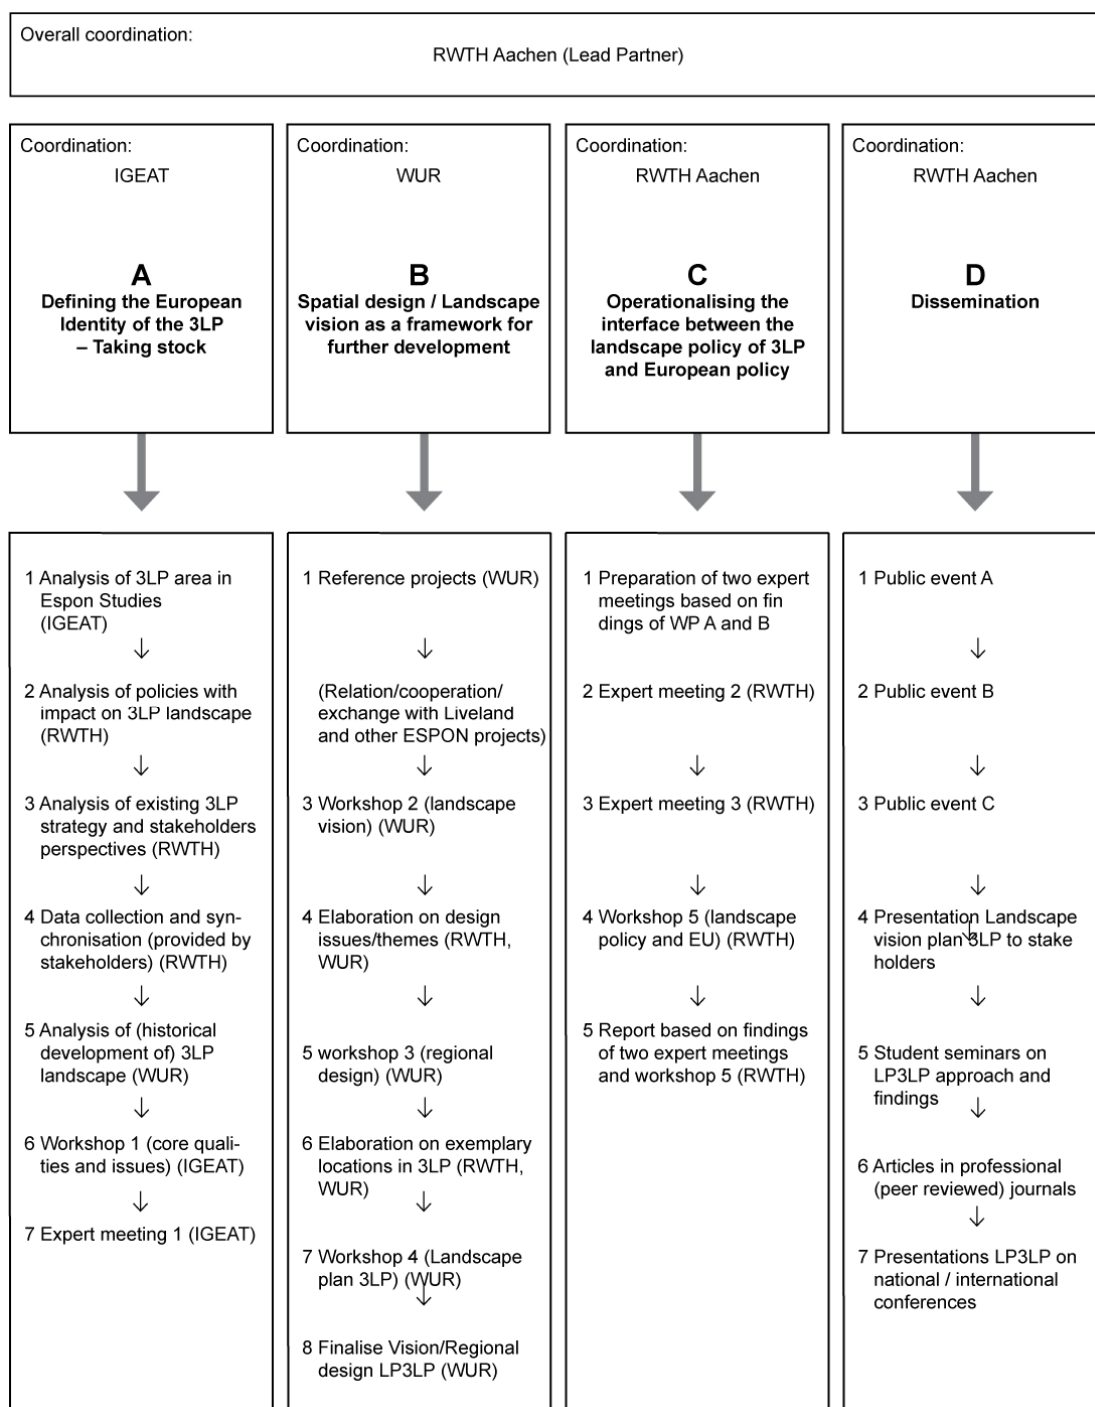 Overall coordination:
RWTH Aachen (Lead Partner)
Coordination:
IGEAT
A
Defining the European
Identity of the 3LP
– Taking stock
Coordination:
WUR
B
Spatial design / Landscape
vision as a framework for
further development
Coordination:
RWTH Aachen
C
Operationalising the
interface between the
landscape policy of 3LP
and European policy
Coordination:
RWTH Aachen
D
Dissemination
1 Analysis of 3LP area in
Espon Studies
(IGEAT)
2 Analysis of policies with
impact on 3LP landscape
(RWTH)
3 Analysis of existing 3LP
strategy and stakeholders
perspectives (RWTH)
4 Data collection and syn-
chronisation (provided by
stakeholders) (RWTH)
5 Analysis of (historical
development of) 3LP
landscape (WUR)
6 Workshop 1 (core quali-
ties and issues) (IGEAT)
7 Expert meeting 1 (IGEAT)
1 Reference projects (WUR)
(Relation/cooperation/
exchange with Liveland
and other ESPON projects)
3 Workshop 2 (landscape
vision) (WUR)
4 Elaboration on design
issues/themes (RWTH,
WUR)
5 workshop 3 (regional
design) (WUR)
6 Elaboration on exemplary
locations in 3LP (RWTH,
WUR)
7 Workshop 4 (Landscape
plan 3LP) (WUR)
8 Finalise Vision/Regional
design LP3LP (WUR)
1 Preparation of two expert
meetings based on fin
dings of WP A and B
2 Expert meeting 2 (RWTH)
3 Expert meeting 3 (RWTH)
4 Workshop 5 (landscape
policy and EU) (RWTH)
5 Report based on findings
of two expert meetings
and workshop 5 (RWTH)
1 Public event A
2 Public event B
3 Public event C
4 Presentation Landscape
vision plan 3LP to stake
holders
5 Student seminars on
LP3LP approach and
findings
6 Articles in professional
(peer reviewed) journals
7 Presentations LP3LP on
national / international
conferences